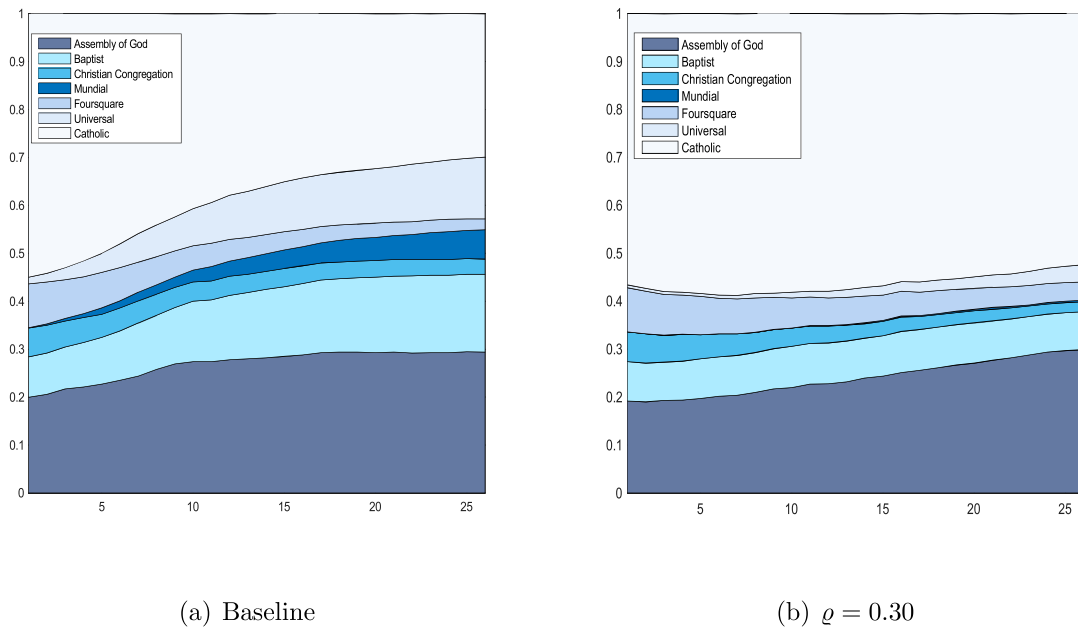 1
0.9
0.8
0.7
0.6
0.5
0.4
0.3
0.2
0.1
0
5
10
15
20
25
Assembly of God
Baptist
Christian Congregation
Mundial
Foursquare
Universal
Catholic
(a) Baseline
1
0.9
0.8
0.7
0.6
0.5
0.4
0.3
0.2
0.1
0
5
10
15
20
25
Assembly of God
Baptist
Christian Congregation
Mundial
Foursquare
Universal
Catholic
(b) ϱ = 0.30